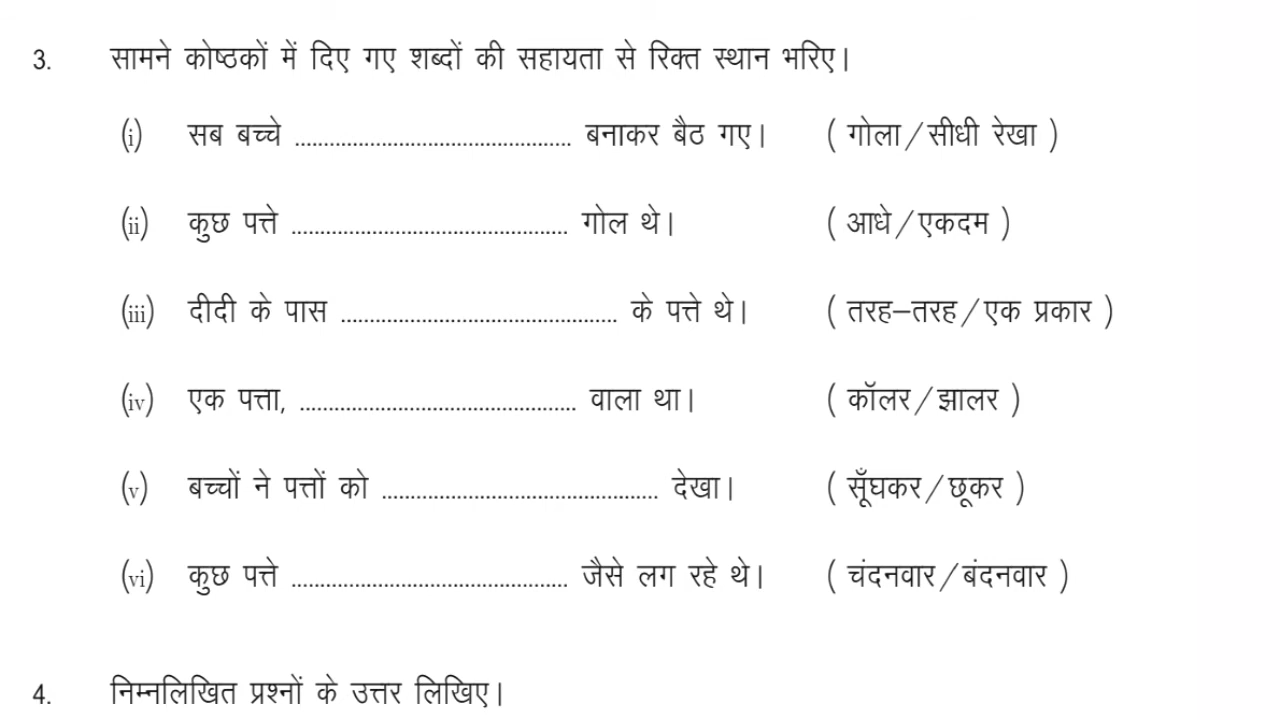 3. सामने कोष्ठकों में दिए गए शब्दों की सहायता से रिक्त स्थान भरिए।
(i) सब बच्चे ................................................ बनाकर बैठ गए। ( गोला/सीधी रेखा )
(ii) कुछ पत्ते ................................................ गोल थे। ( आधे/एकदम )
(iii) दीदी के पास ................................................ के पत्ते थे। ( तरह–तरह/एक प्रकार )
(iv) एक पत्ता, ................................................ वाला था। ( कॉलर/झालर )
(v) बच्चों ने पत्तों को ................................................ देखा। ( सूँघकर/छूकर )
(vi) कुछ पत्ते ................................................ जैसे लग रहे थे। ( चंदनवार/बंदनवार )
4. निम्नलिखित प्रश्नों के उत्तर लिखिए।